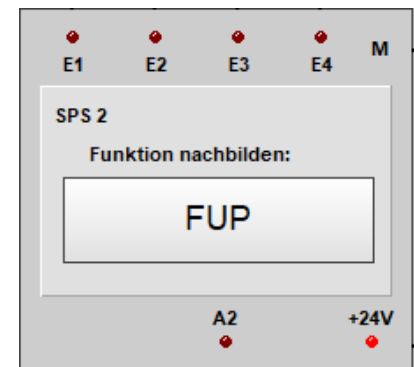 E1 E2 E3 E4 M
SPS 2
Funktion nachbilden:
FUP
A2 +24V